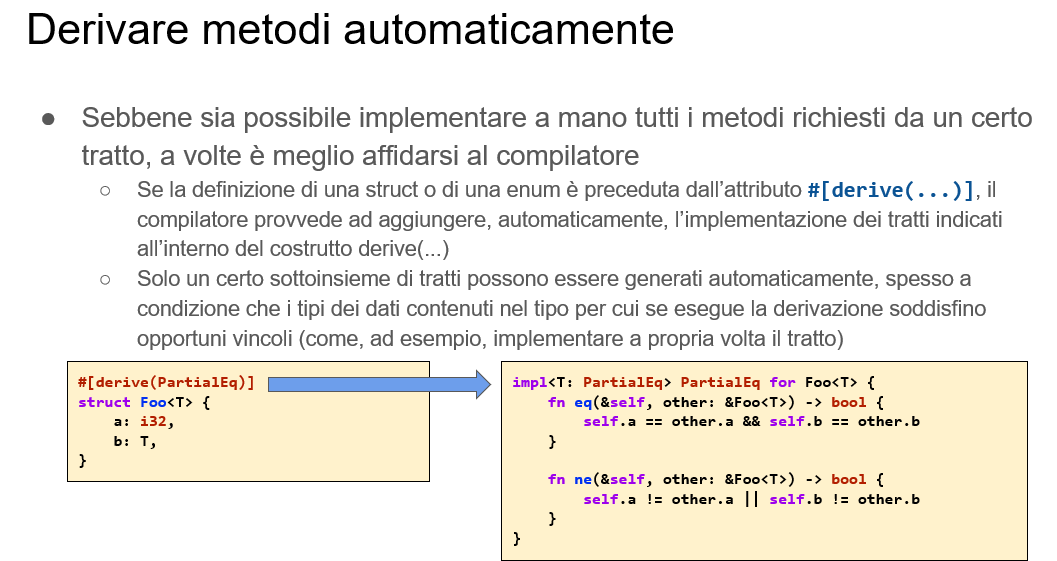 Derivare metodi automaticamente
● Sebbene sia possibile implementare a mano tutti i metodi richiesti da un certo
tratto, a volte è meglio affidarsi al compilatore
○ Se la definizione di una struct o di una enum è preceduta dall’attributo #[derive(...)], il
compilatore provvede ad aggiungere, automaticamente, l’implementazione dei tratti indicati
all’interno del costrutto derive(...)
○ Solo un certo sottoinsieme di tratti possono essere generati automaticamente, spesso a
condizione che i tipi dei dati contenuti nel tipo per cui se esegue la derivazione soddisfino
opportuni vincoli (come, ad esempio, implementare a propria volta il tratto)
#[derive(PartialEq)]
struct Foo<T> {
    a: i32,
    b: T,
}
impl<T: PartialEq> PartialEq for Foo<T> {
    fn eq(&self, other: &Foo<T>) -> bool {
        self.a == other.a && self.b == other.b
    }

    fn ne(&self, other: &Foo<T>) -> bool {
        self.a != other.a || self.b != other.b
    }
}